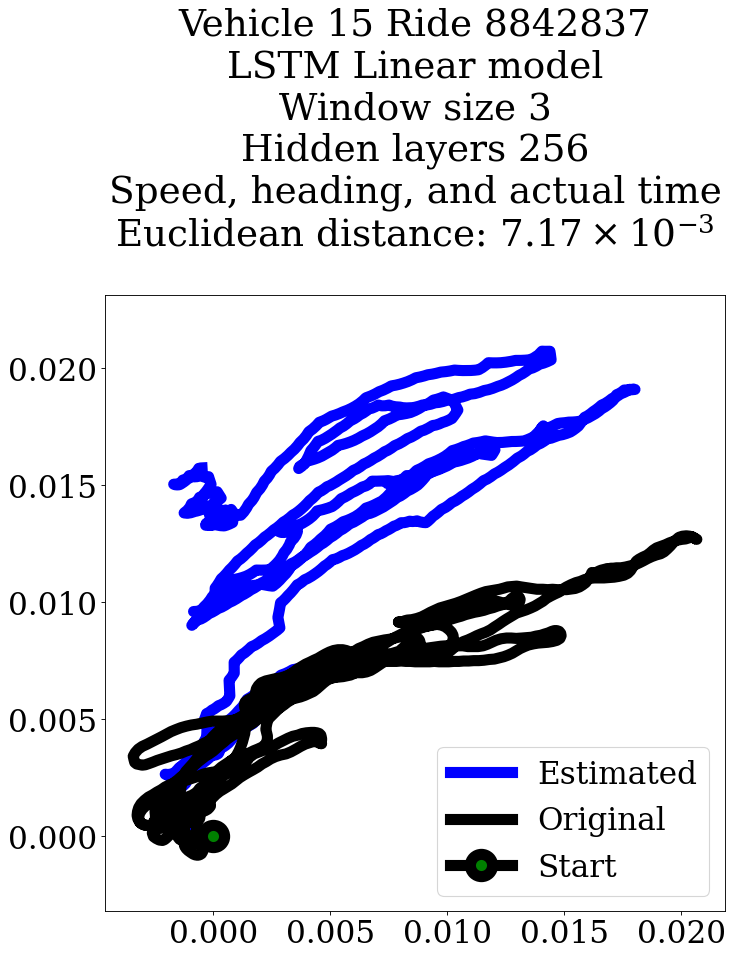 Vehicle 15 Ride 8842837
LSTM Linear model
Window size 3
Hidden layers 256
Speed, heading, and actual time
Euclidean distance: 7.17 × 10⁻³
0.020
0.015
0.010
0.005
0.000
Estimated
Original
Start
0.000 0.005 0.010 0.015 0.020